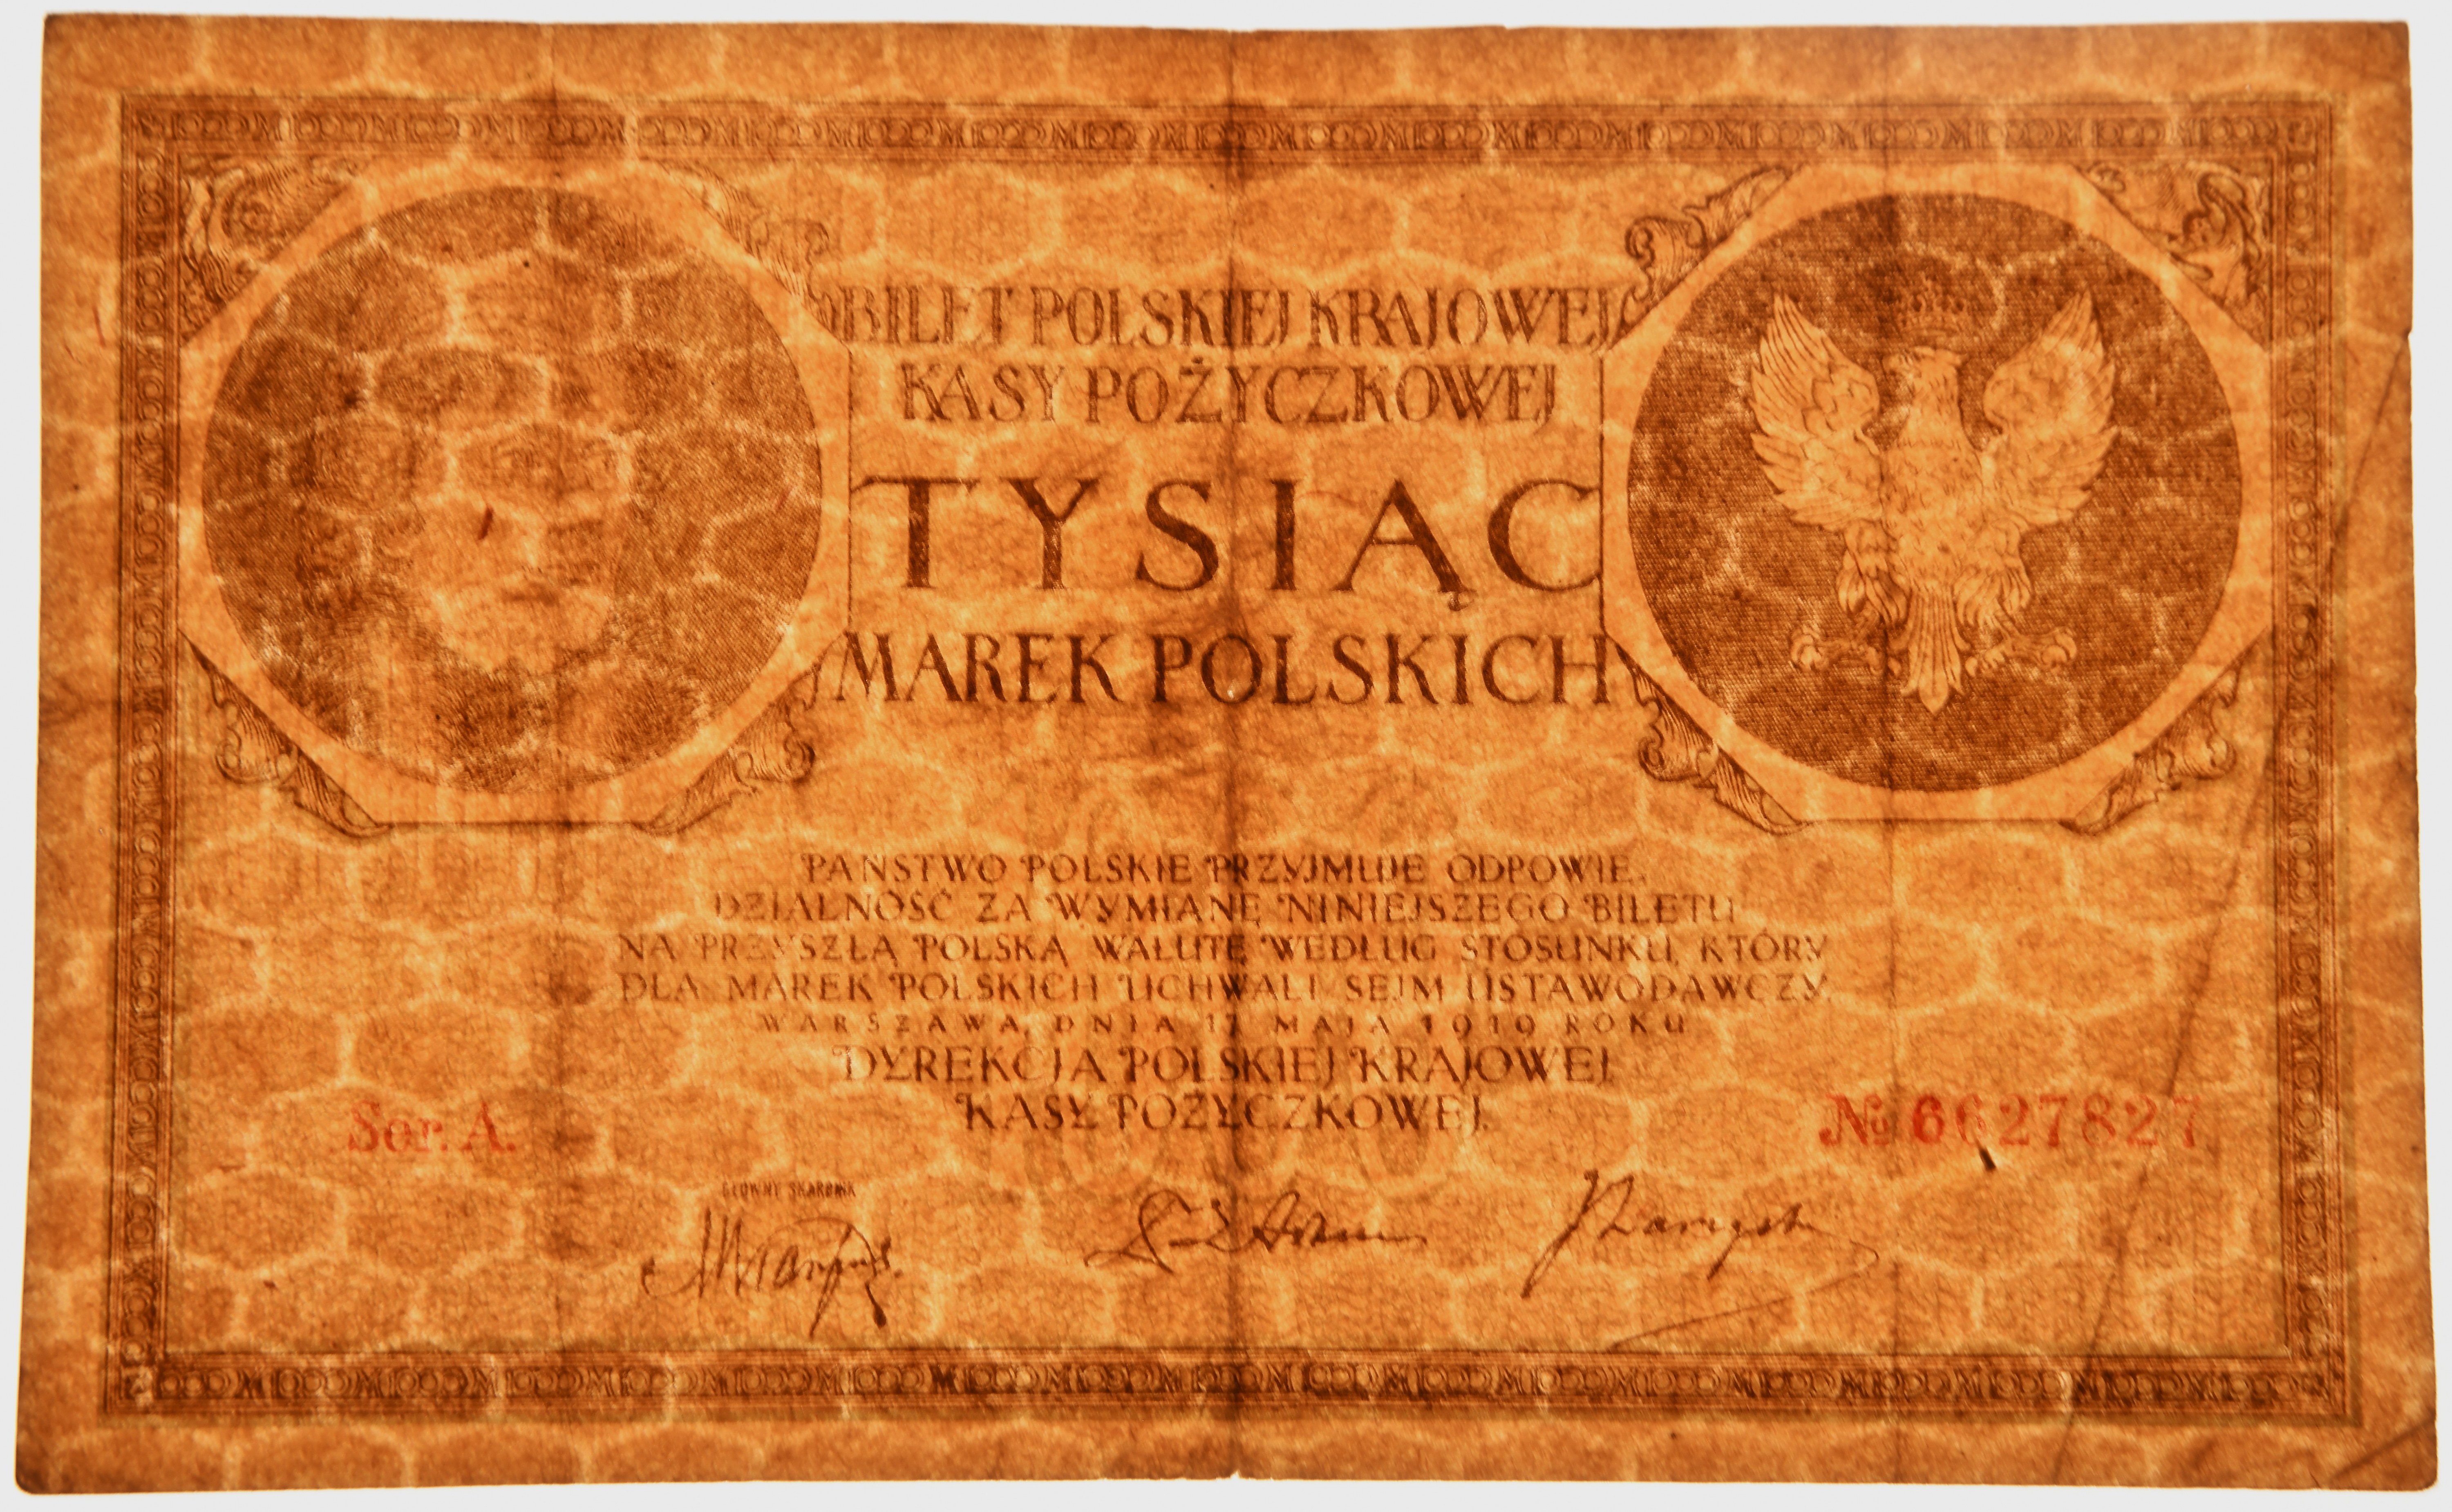 BILET POLSKIEJ KRAJOWEJ
KASY POŻYCZKOWEJ
TYSIĄC
MAREK POLSKICH
PAŃSTWO POLSKIE PRZYJMUJE ODPOWIE-
DZIALNOŚĆ ZA WYMIANĘ NINIEJSZEGO BILETU
NA PRZYSZŁĄ POLSKĄ WALUTĘ WEDŁUG STOSUNKU, KTÓRY
DLA MAREK POLSKICH UCHWALI SEJM USTAWODAWCZY.
WARSZAWA, DNIA 17 MAJA 1919 ROKU
DYREKCJA POLSKIEJ KRAJOWEJ
KASY POŻYCZKOWEJ.
Ser. A.
№ 6627827
GŁÓWNY SKARBNIK